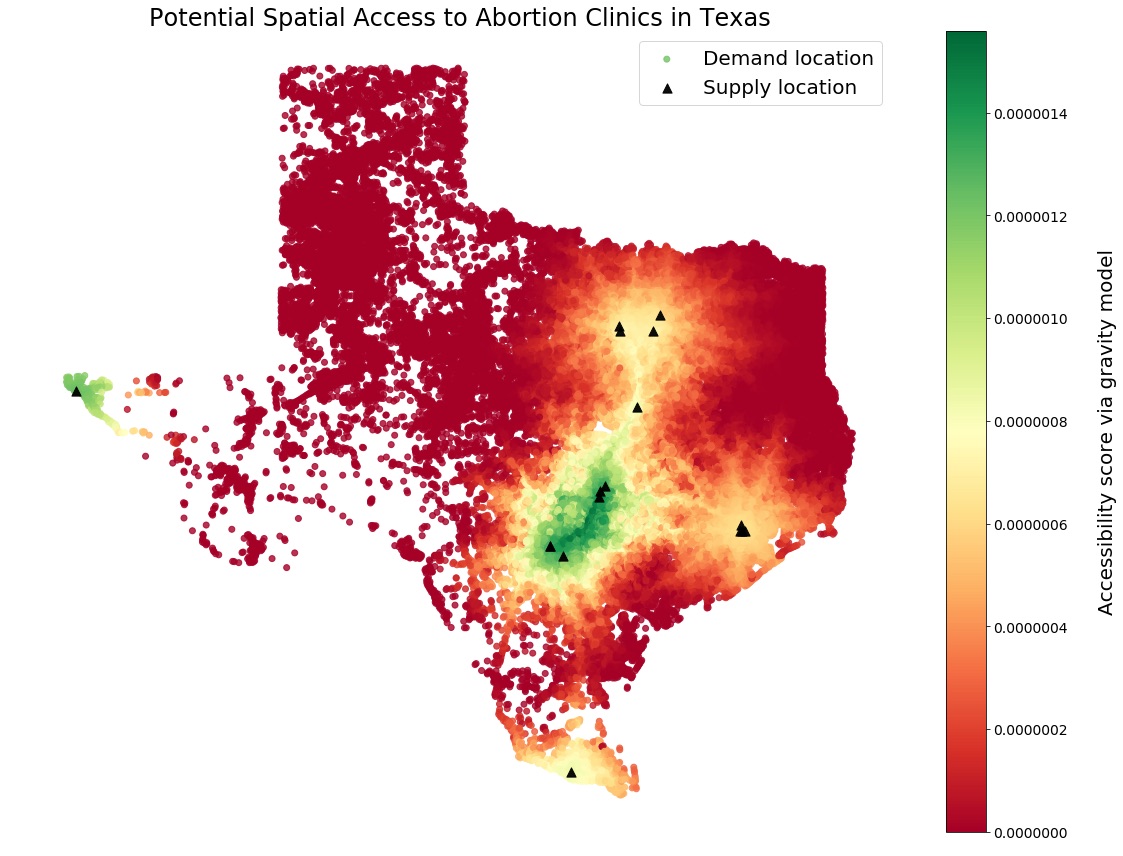 Potential Spatial Access to Abortion Clinics in Texas
Demand location
Supply location
0.0000014
0.0000012
0.0000010
0.0000008
0.0000006
0.0000004
0.0000002
0.0000000
Accessibility score via gravity model